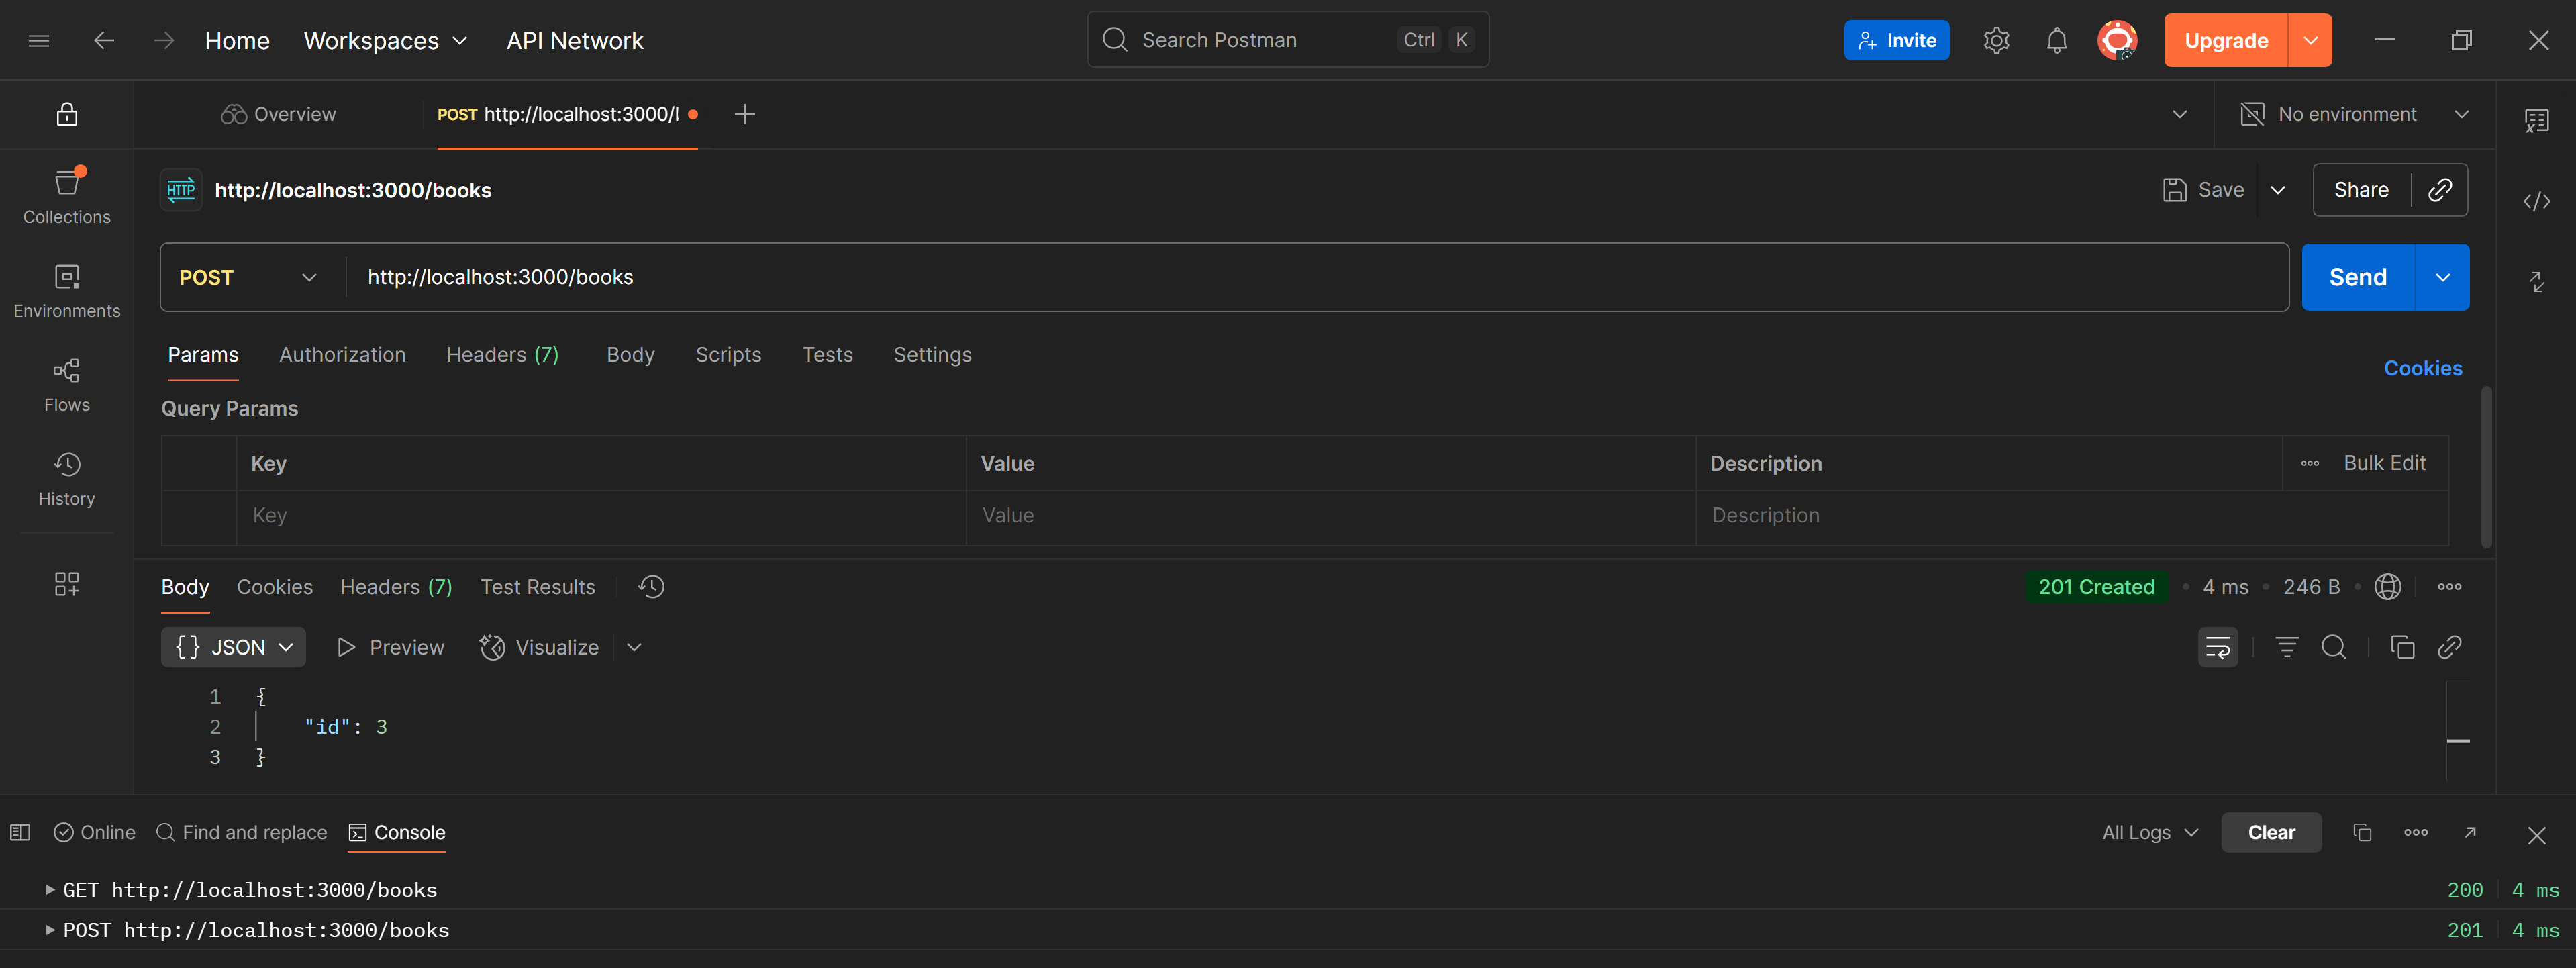 Home Workspaces API Network Search Postman Ctrl K Invite Upgrade
Overview POST http://localhost:3000/l No environment
Collections
Environments
Flows
History
HTTP http://localhost:3000/books Save Share
POST http://localhost:3000/books Send
Params Authorization Headers (7) Body Scripts Tests Settings Cookies
Query Params
Key Value Description Bulk Edit
Key Value Description
Body Cookies Headers (7) Test Results 201 Created 4 ms 246 B
{} JSON Preview Visualize
1 {
2 "id": 3
3 }
Online Find and replace Console All Logs Clear
GET http://localhost:3000/books 200 4 ms
POST http://localhost:3000/books 201 4 ms